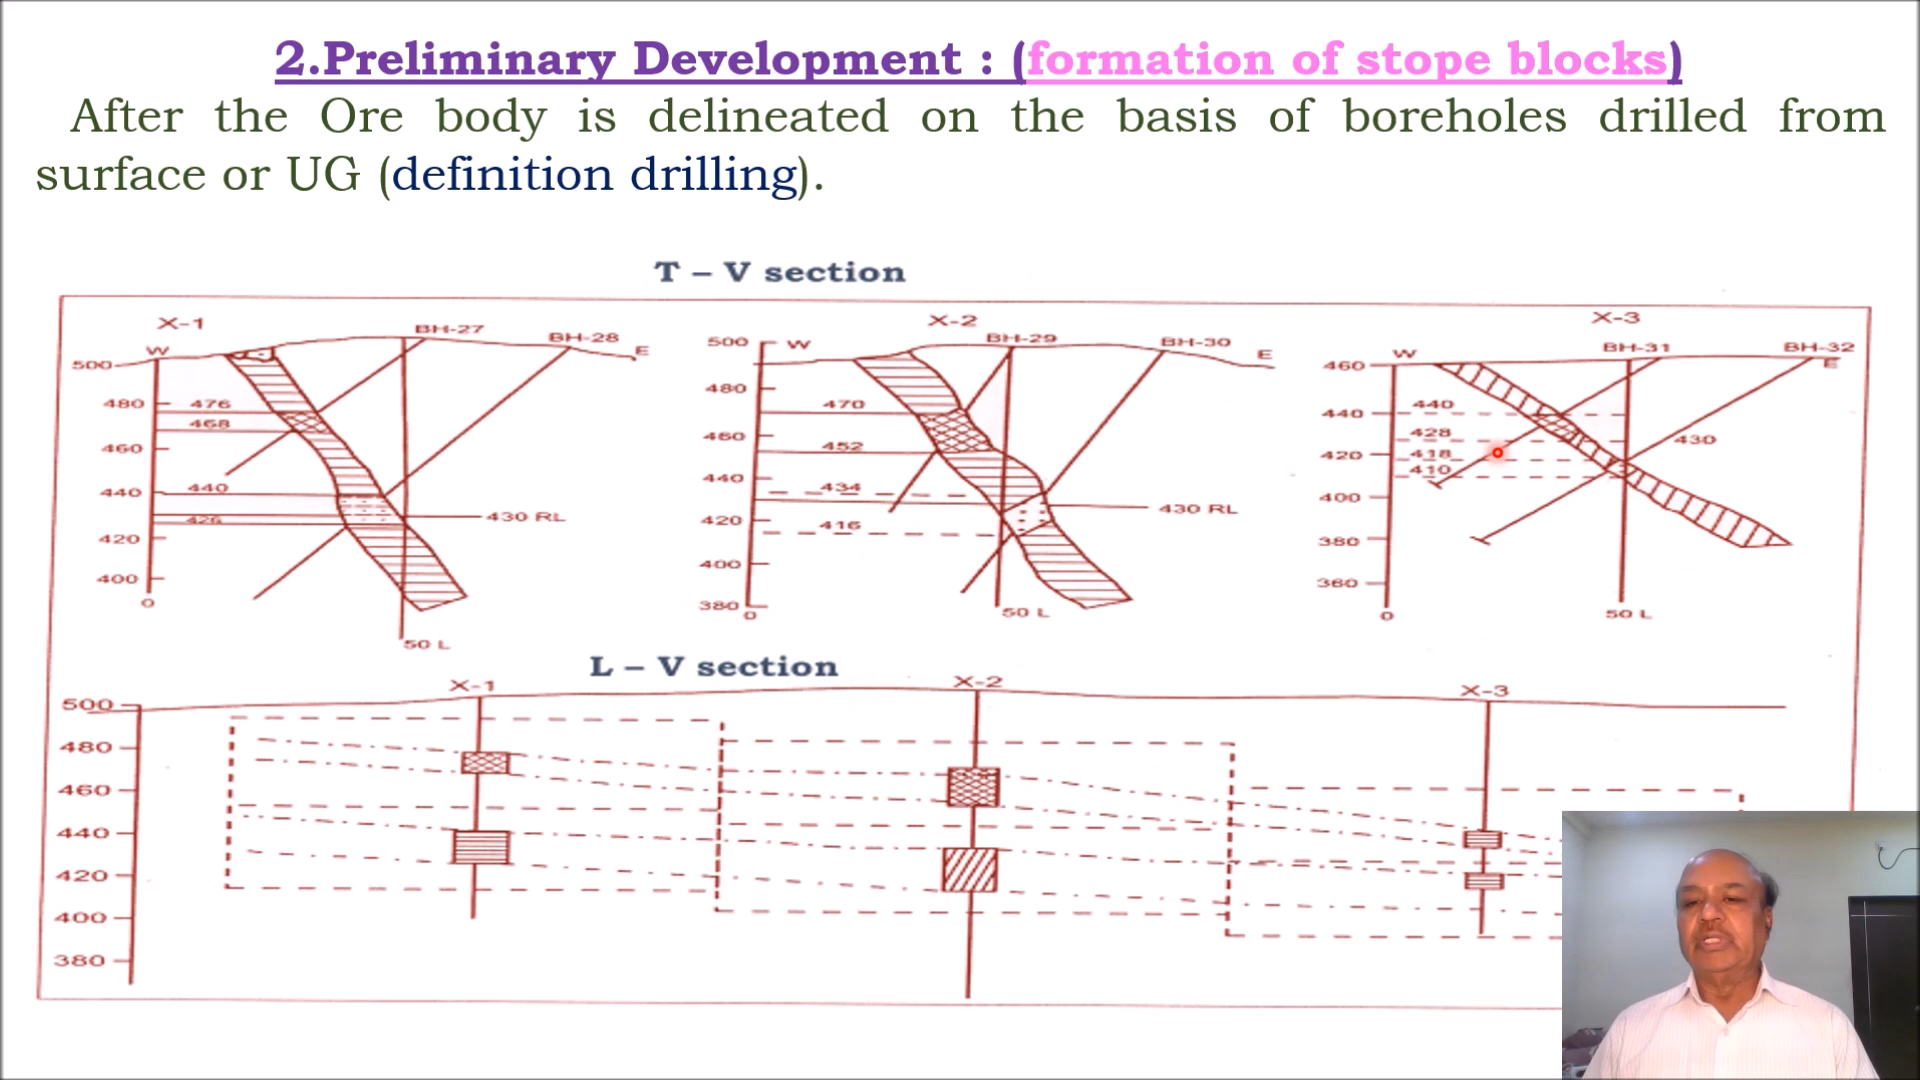 2.Preliminary Development : (formation of stope blocks)
After the Ore body is delineated on the basis of boreholes drilled from
surface or UG (definition drilling).
T – V section
X-1
BH-27
BH-28
W
E
500
480
476
468
460
440
440
430 RL
426
420
400
0
50 L
X-2
BH-29
BH-30
500
W
E
480
470
460
452
440
434
430 RL
420
416
400
380
0
50 L
X-3
BH-31
BH-32
W
E
460
440
440
428
430
420
418
410
400
380
360
0
50 L
L – V section
X-1
X-2
X-3
500
480
460
440
420
400
380